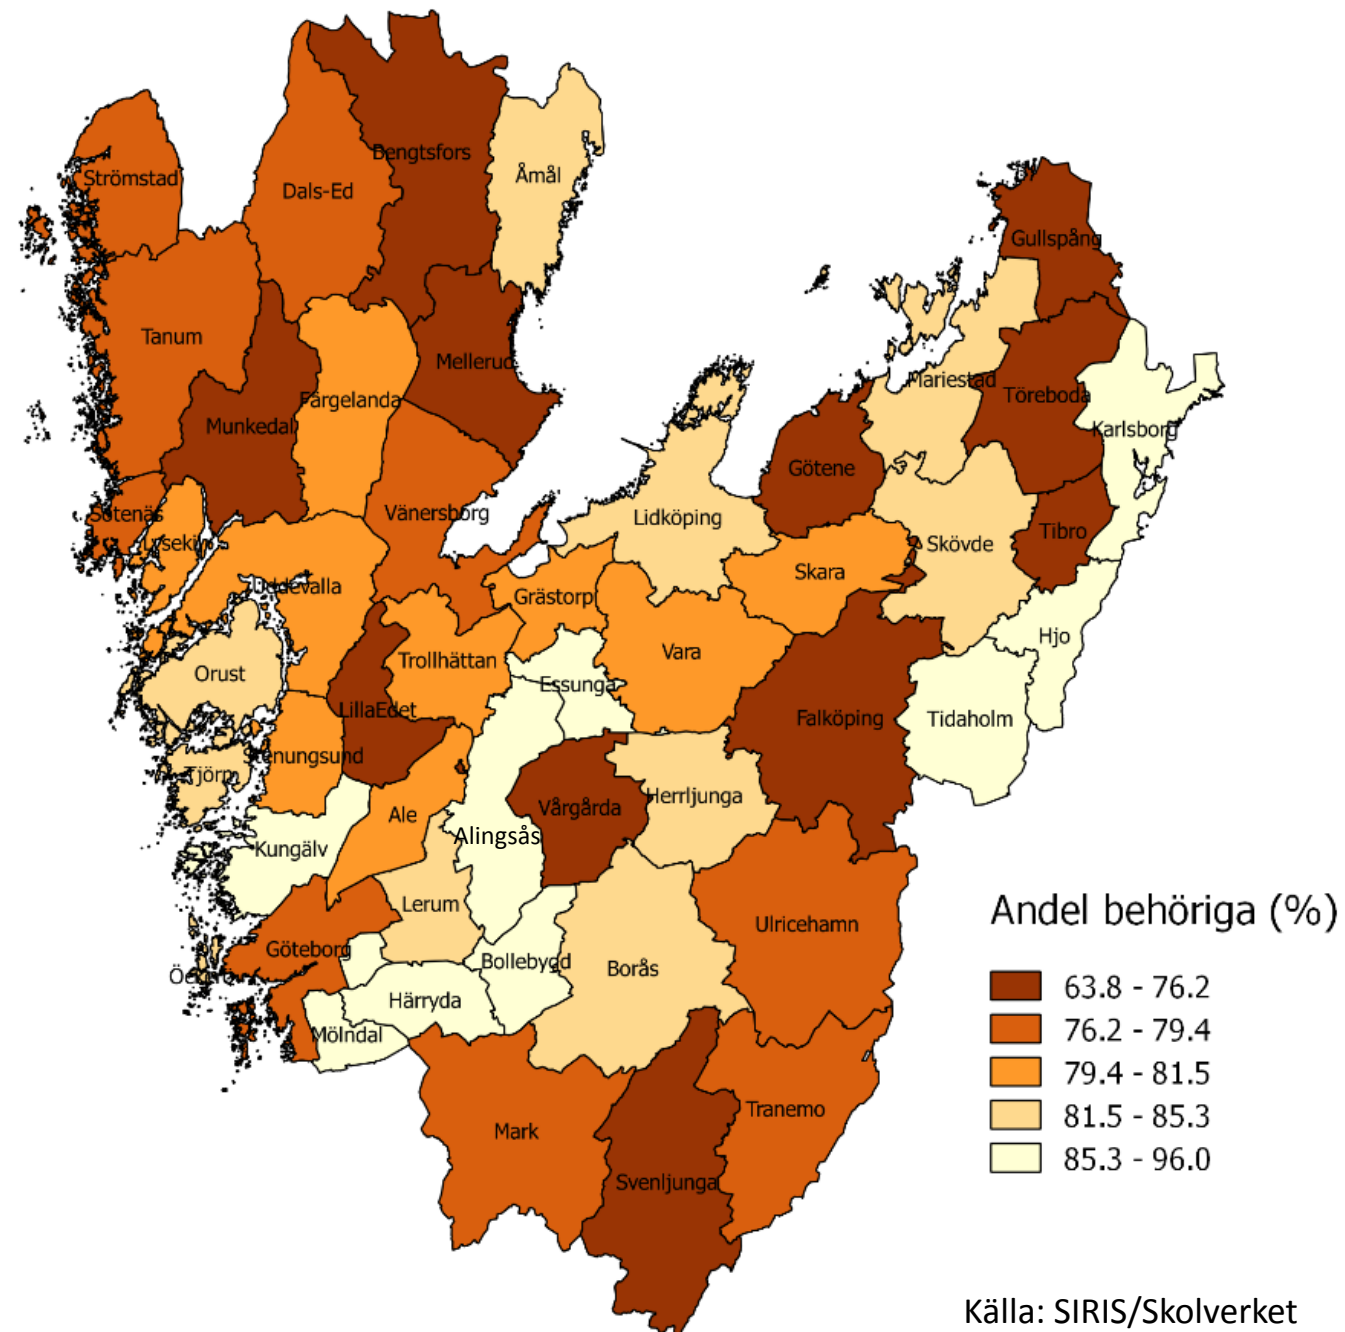 Bengtsfors
Åmål
Strömstad
Dals-Ed
Gullspång
Tanum
Mellerud
Mariestad
Töreboda
Färgelanda
Munkedal
Karlsborg
Götene
Vänersborg
Lidköping
Sotenäs
Tibro
Lysekil
Skövde
Skara
Uddevalla
Grästorp
Hjo
Vara
Trollhättan
Orust
Essunga
LillaEdet
Falköping
Tidaholm
Stenungsund
Tjörn
Herrljunga
Vårgårda
Ale
Alingsås
Kungälv
Lerum
Ulricehamn
Göteborg
Bollebygd
Borås
Härryda
Mölndal
Tranemo
Mark
Svenljunga
Andel behöriga (%)
63.8 - 76.2
76.2 - 79.4
79.4 - 81.5
81.5 - 85.3
85.3 - 96.0
Källa: SIRIS/Skolverket